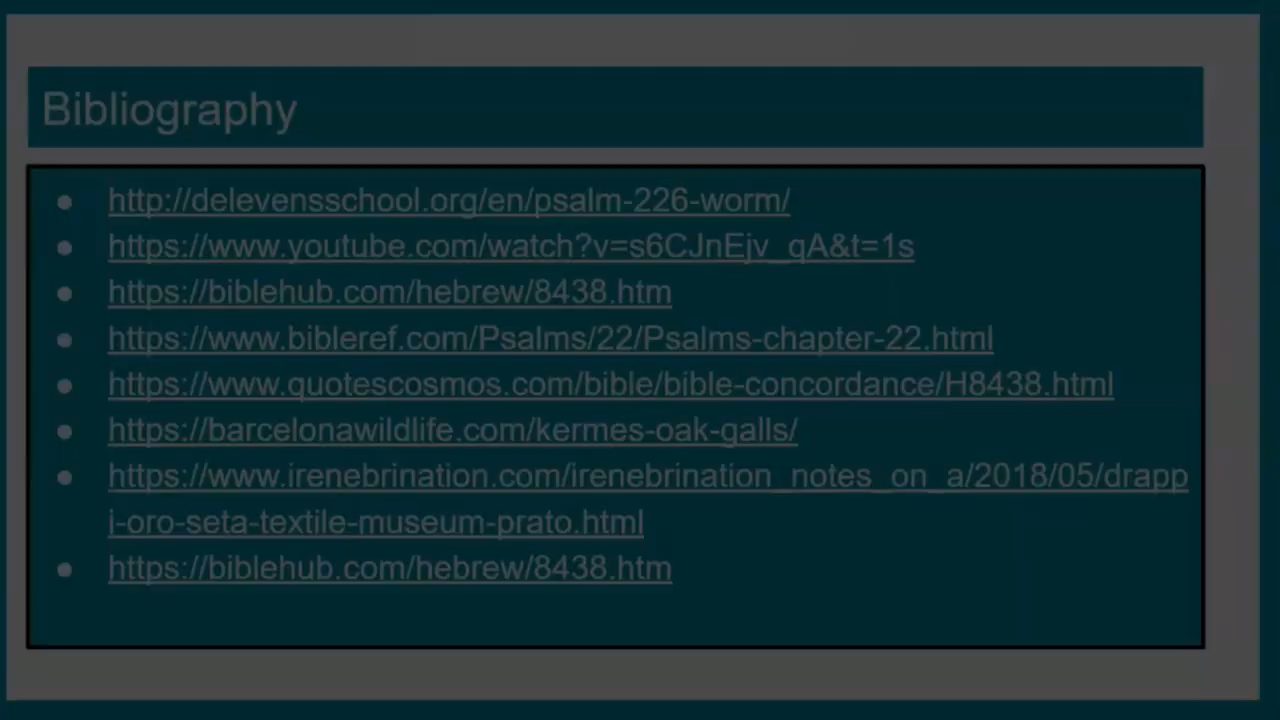 Bibliography
● http://delevensschool.org/en/psalm-226-worm/
● https://www.youtube.com/watch?v=s6CJnEjv_qA&t=1s
● https://biblehub.com/hebrew/8438.htm
● https://www.bibleref.com/Psalms/22/Psalms-chapter-22.html
● https://www.quotescosmos.com/bible/bible-concordance/H8438.html
● https://barcelonawildlife.com/kermes-oak-galls/
● https://www.irenebrination.com/irenebrination_notes_on_a/2018/05/drapp
i-oro-seta-textile-museum-prato.html
● https://biblehub.com/hebrew/8438.htm